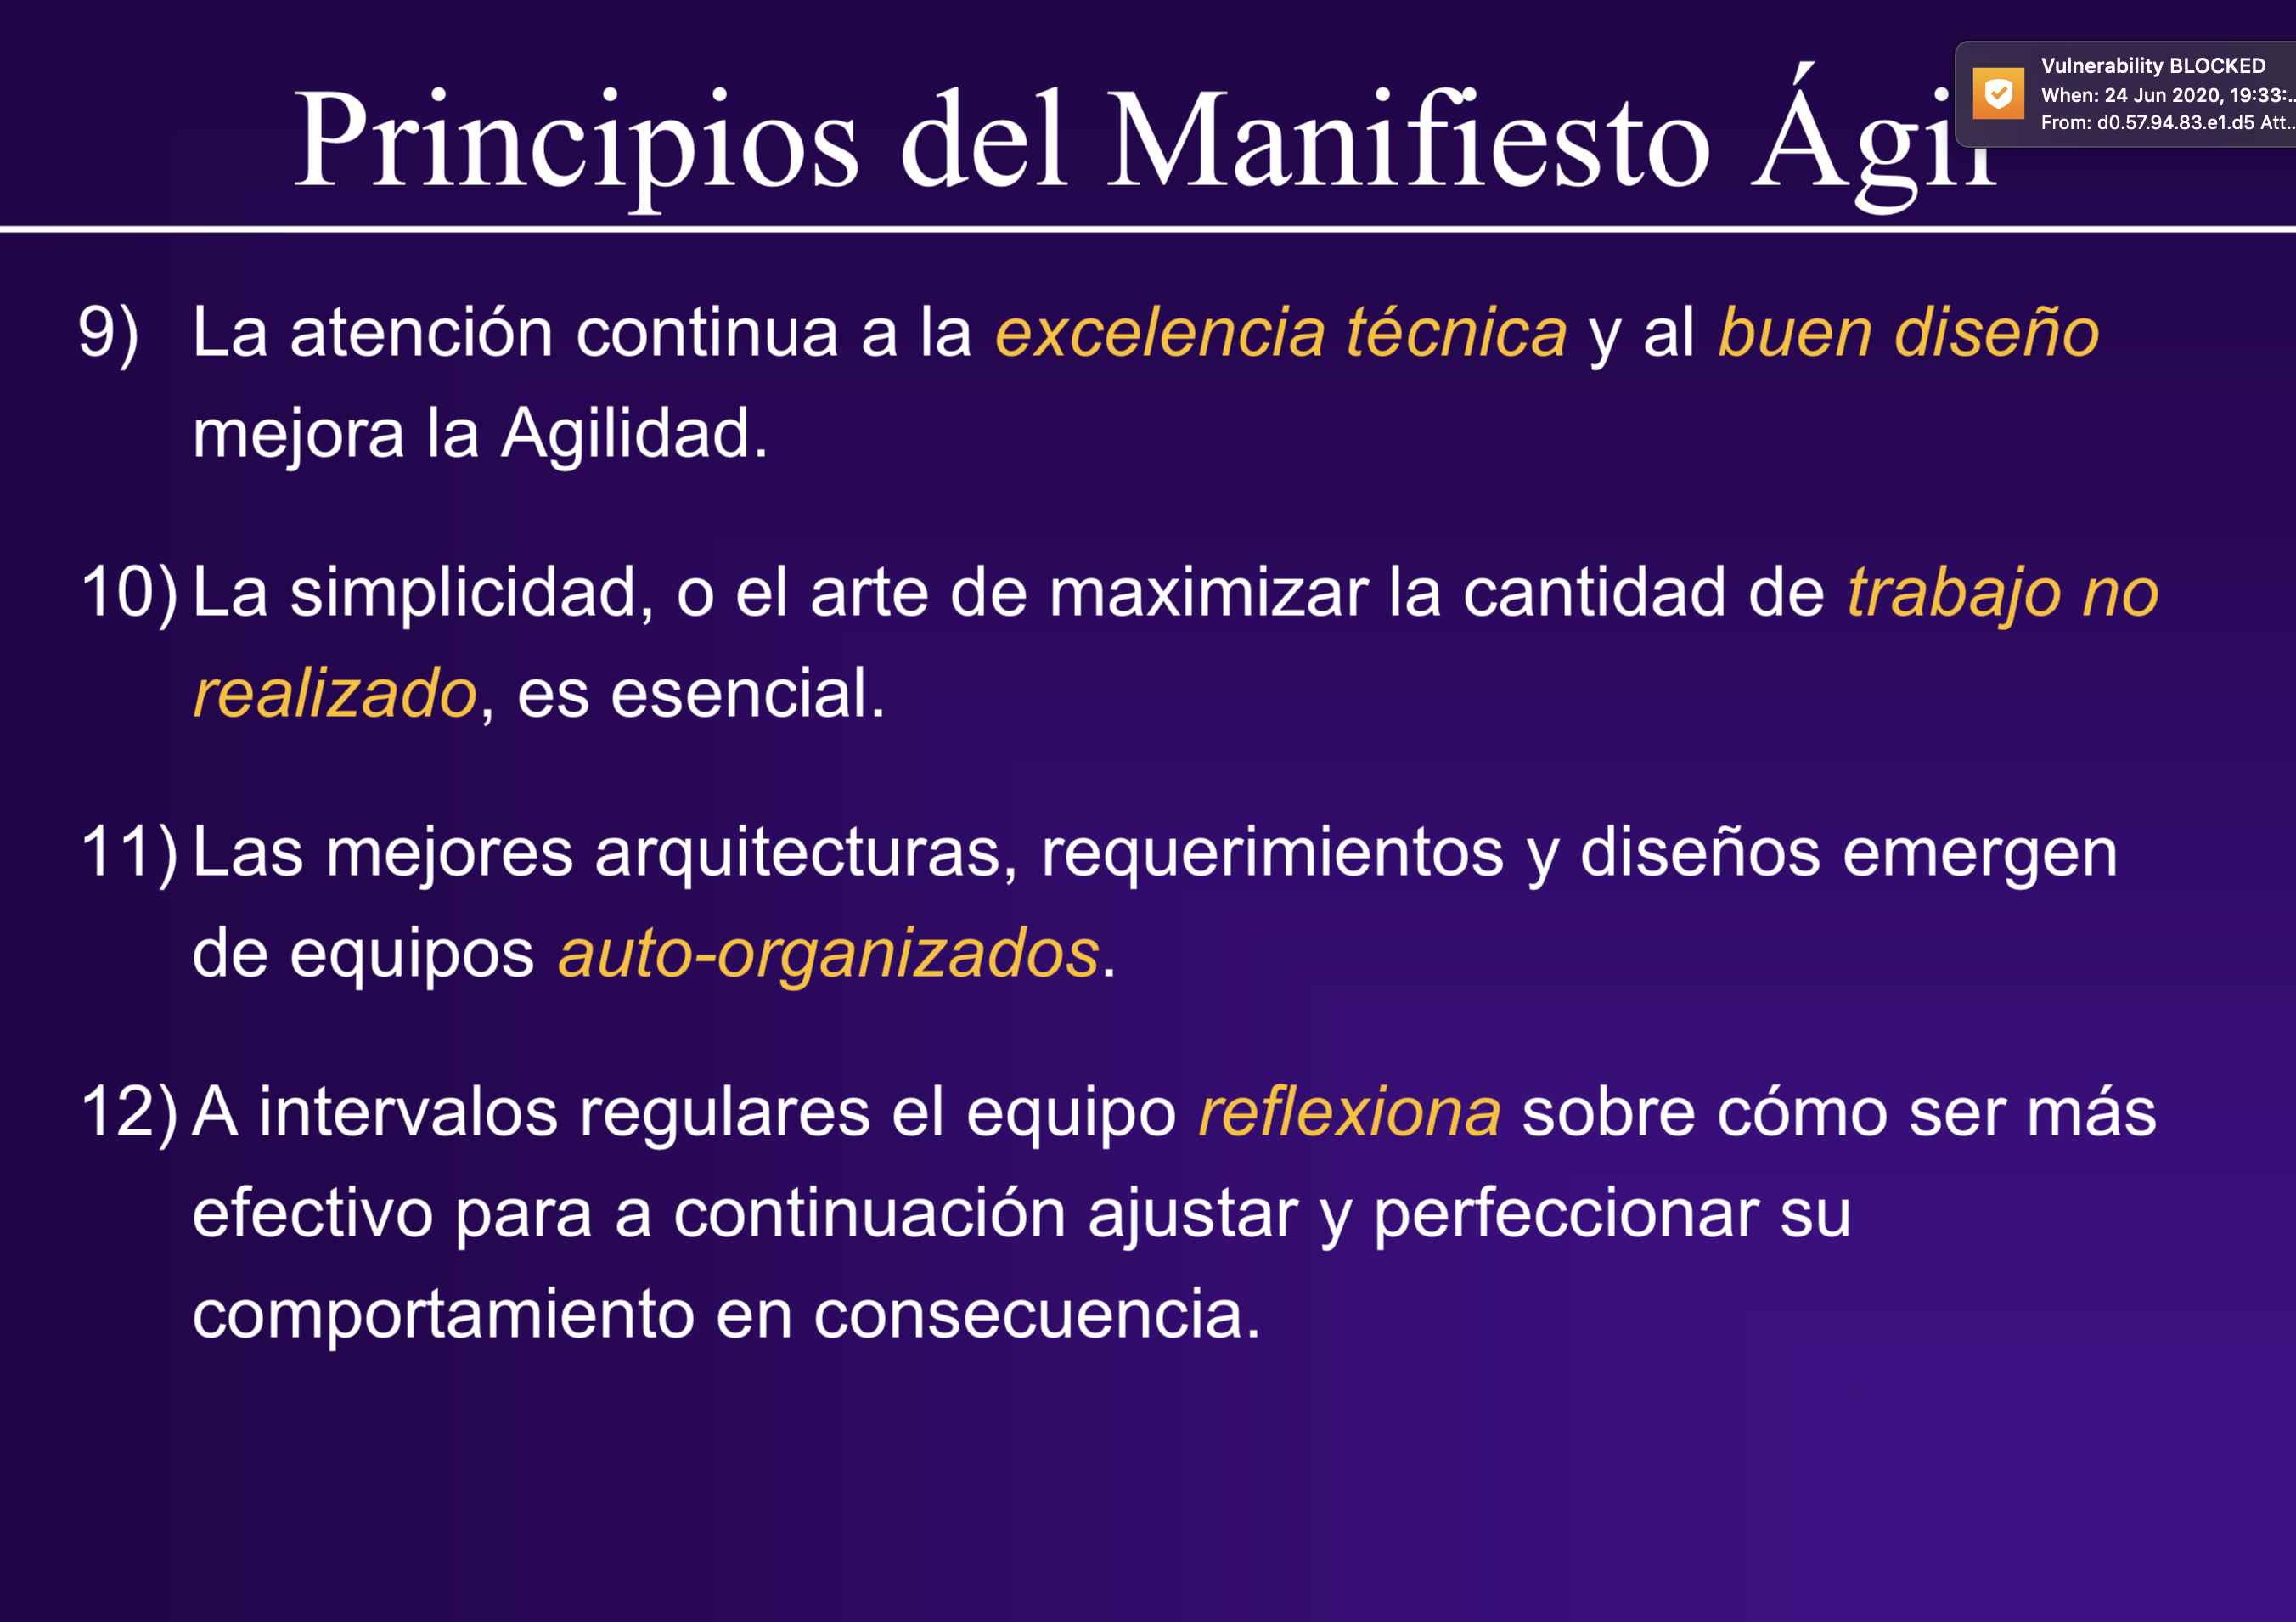 Principios del Manifiesto Ágil
Vulnerability BLOCKED
When: 24 Jun 2020, 19:33:...
From: d0.57.94.83.e1.d5 Att...
9) La atención continua a la excelencia técnica y al buen diseño
mejora la Agilidad.
10) La simplicidad, o el arte de maximizar la cantidad de trabajo no
realizado, es esencial.
11) Las mejores arquitecturas, requerimientos y diseños emergen
de equipos auto-organizados.
12) A intervalos regulares el equipo reflexiona sobre cómo ser más
efectivo para a continuación ajustar y perfeccionar su
comportamiento en consecuencia.